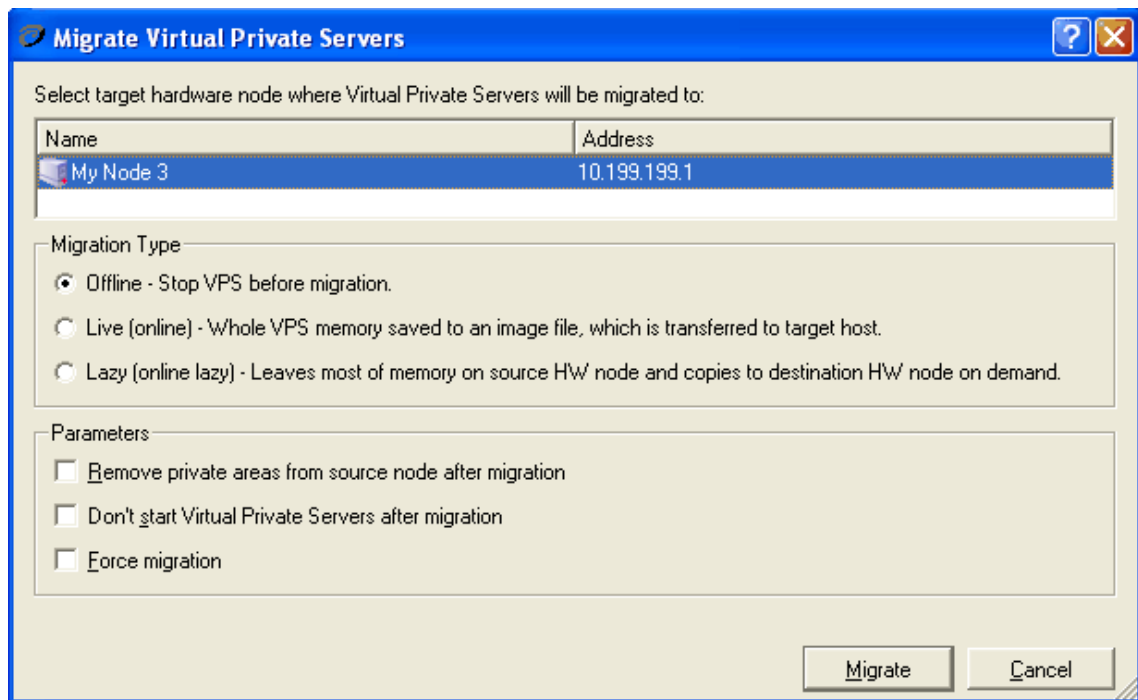 Migrate Virtual Private Servers
Select target hardware node where Virtual Private Servers will be migrated to:
Name Address
My Node 3 10.199.199.1
Migration Type
Offline - Stop VPS before migration.
Live (online) - Whole VPS memory saved to an image file, which is transferred to target host.
Lazy (online lazy) - Leaves most of memory on source HW node and copies to destination HW node on demand.
Parameters
Remove private areas from source node after migration
Don't start Virtual Private Servers after migration
Force migration
Migrate Cancel